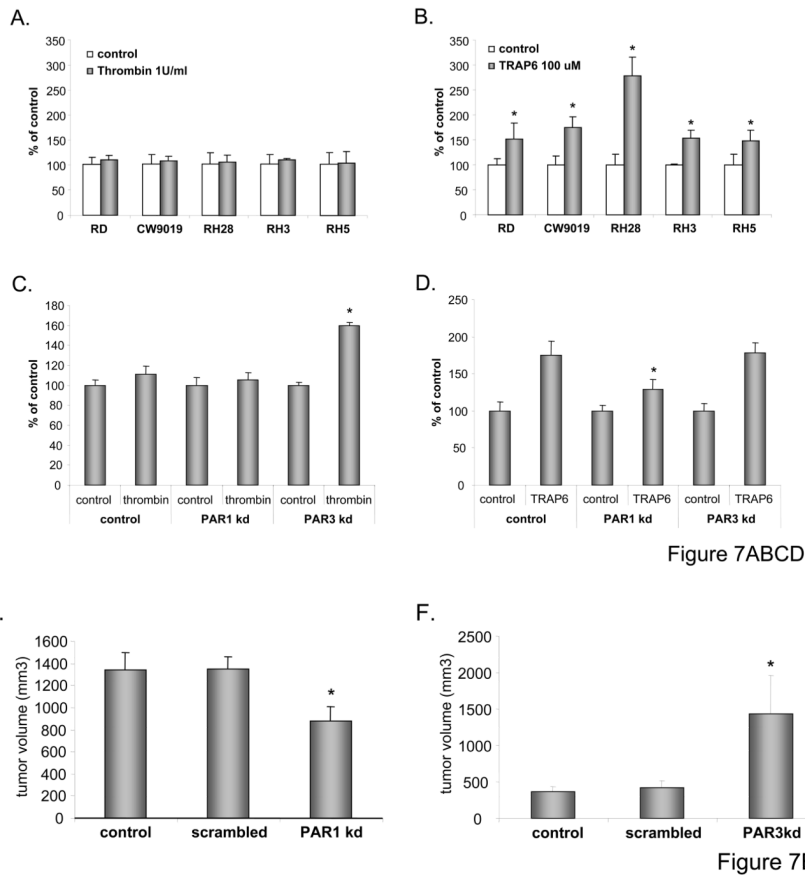 A.
% of control
350
300
250
200
150
100
50
0
control
Thrombin 1U/ml
RD CW9019 RH28 RH3 RH5
B.
% of control
350
300
250
200
150
100
50
0
control
TRAP6 100 uM
* * * * *
RD CW9019 RH28 RH3 RH5
C.
% of control
180
160
140
120
100
80
60
40
20
0
*
control thrombin control thrombin control thrombin
control PAR1 kd PAR3 kd
D.
% of control
250
200
150
100
50
0
*
control TRAP6 control TRAP6 control TRAP6
control PAR1 kd PAR3 kd
Figure 7ABCD
.
tumor volume (mm3)
1600
1400
1200
1000
800
600
400
200
0
*
control scrambled PAR1 kd
F.
tumor volume (mm3)
2500
2000
1500
1000
500
0
*
control scrambled PAR3kd
Figure 7